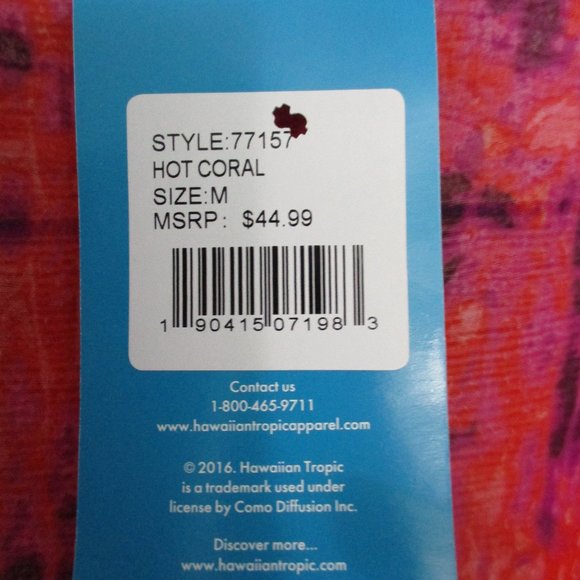 STYLE:77157
HOT CORAL
SIZE:M
MSRP: $44.99
1 90415 07198 3
Contact us
1-800-465-9711
www.hawaiiantropicapparel.com
© 2016. Hawaiian Tropic
is a trademark used under
license by Como Diffusion Inc.
Discover more...
www.hawaiiantropic.com